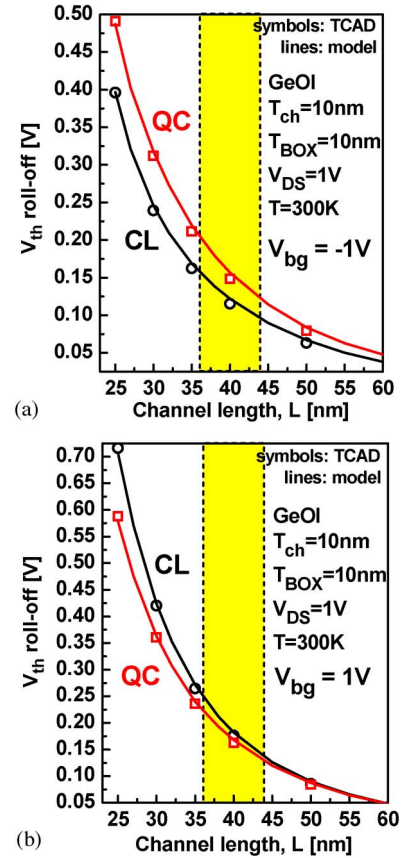 symbols: TCAD
lines: model
QC
CL
GeOI
Tch=10nm
TBOX=10nm
VDS=1V
T=300K
Vbg = -1V
Vth roll-off [V]
0.50
0.45
0.40
0.35
0.30
0.25
0.20
0.15
0.10
0.05
25 30 35 40 45 50 55 60
Channel length, L [nm]
(a)
symbols: TCAD
lines: model
CL
QC
GeOI
Tch=10nm
TBOX=10nm
VDS=1V
T=300K
Vbg = 1V
Vth roll-off [V]
0.70
0.65
0.60
0.55
0.50
0.45
0.40
0.35
0.30
0.25
0.20
0.15
0.10
0.05
25 30 35 40 45 50 55 60
Channel length, L [nm]
(b)